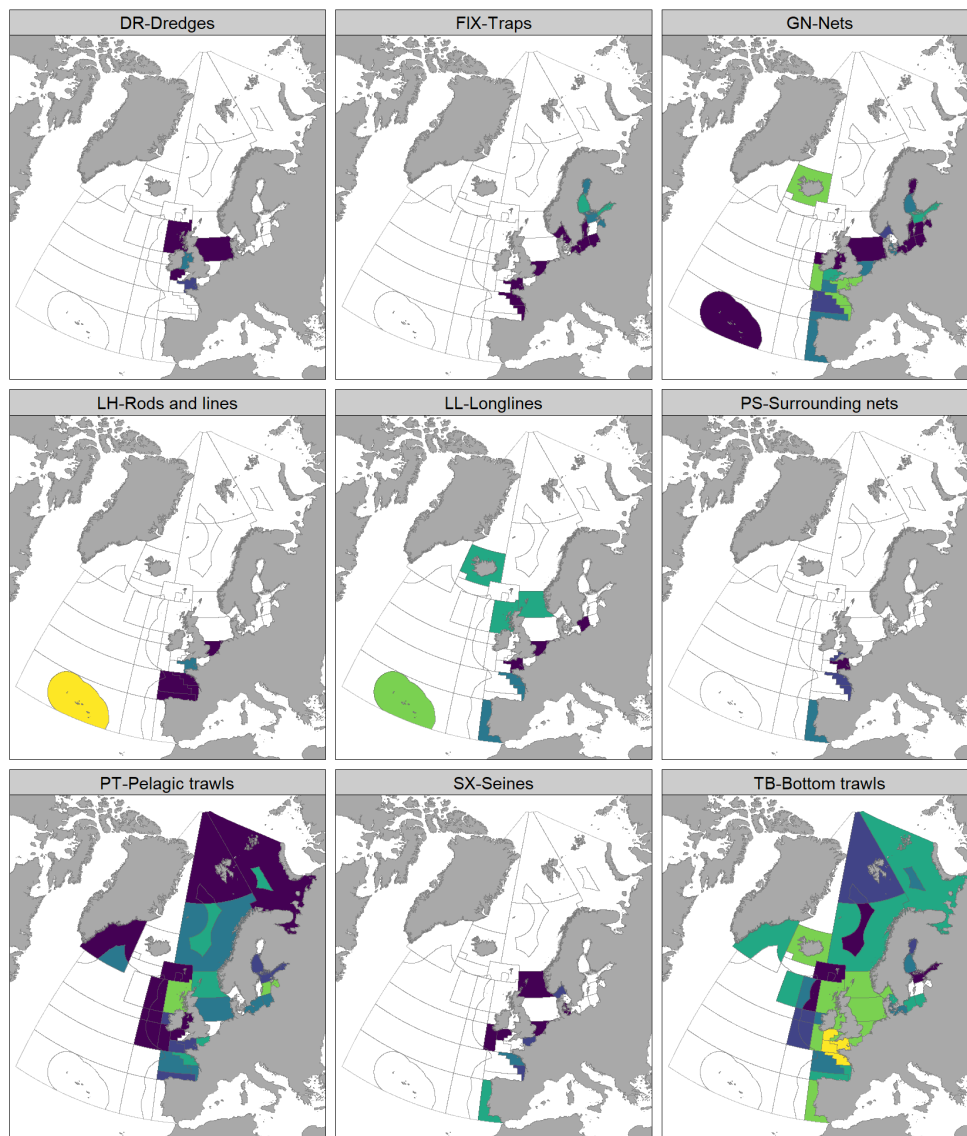 DR-Dredges
FIX-Traps
GN-Nets
LH-Rods and lines
LL-Longlines
PS-Surrounding nets
PT-Pelagic trawls
SX-Seines
TB-Bottom trawls